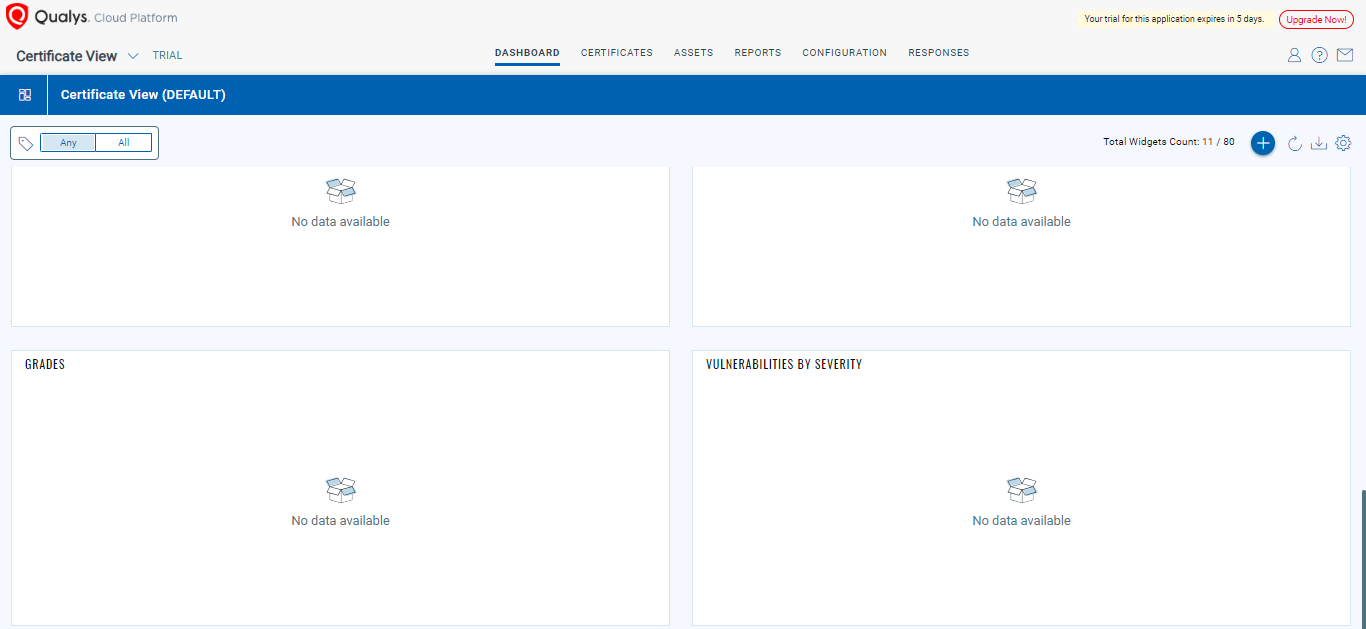 Qualys. Cloud Platform
Your trial for this application expires in 5 days.
Upgrade Now!
Certificate View
TRIAL
DASHBOARD
CERTIFICATES
ASSETS
REPORTS
CONFIGURATION
RESPONSES
Certificate View (DEFAULT)
Any
All
Total Widgets Count: 11 / 80
No data available
No data available
GRADES
VULNERABILITIES BY SEVERITY
No data available
No data available